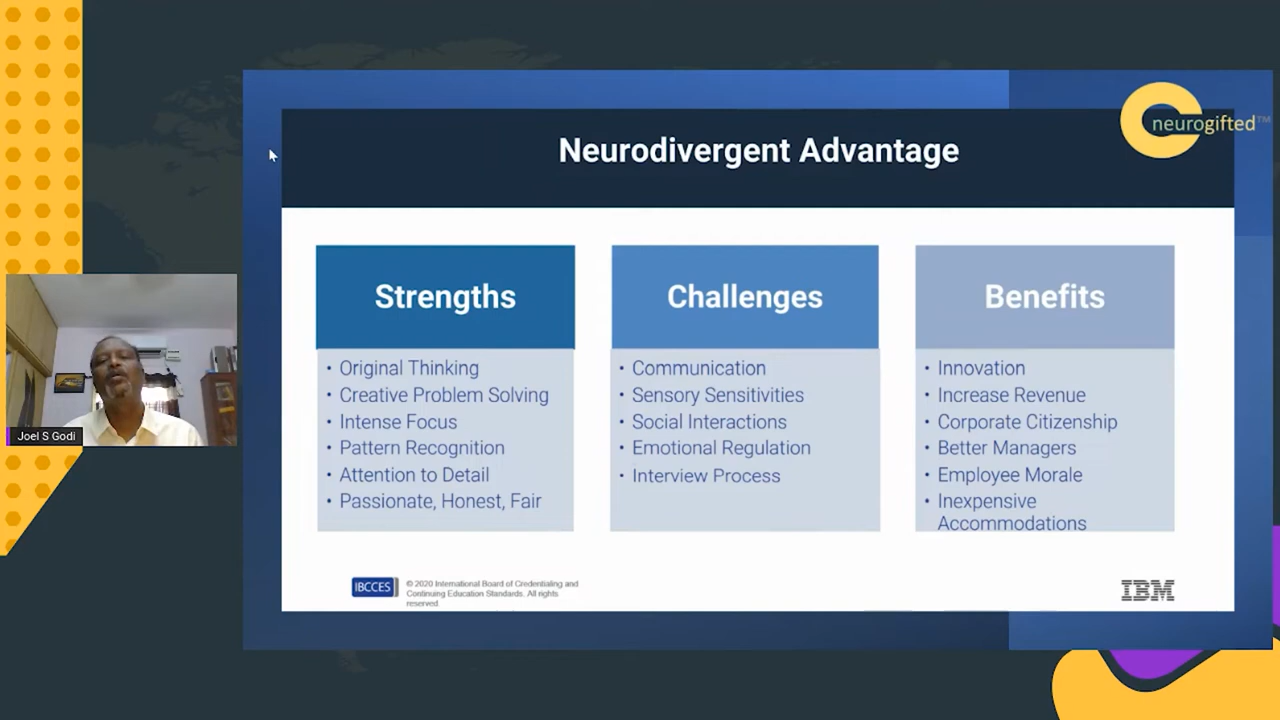 neurogifted™
Neurodivergent Advantage
Strengths
• Original Thinking
• Creative Problem Solving
• Intense Focus
• Pattern Recognition
• Attention to Detail
• Passionate, Honest, Fair
Challenges
• Communication
• Sensory Sensitivities
• Social Interactions
• Emotional Regulation
• Interview Process
Benefits
• Innovation
• Increase Revenue
• Corporate Citizenship
• Better Managers
• Employee Morale
• Inexpensive
Accommodations
Joel S Godi
IBCCES
© 2020 International Board of Credentialing and
Continuing Education Standards. All rights
reserved.
IBM